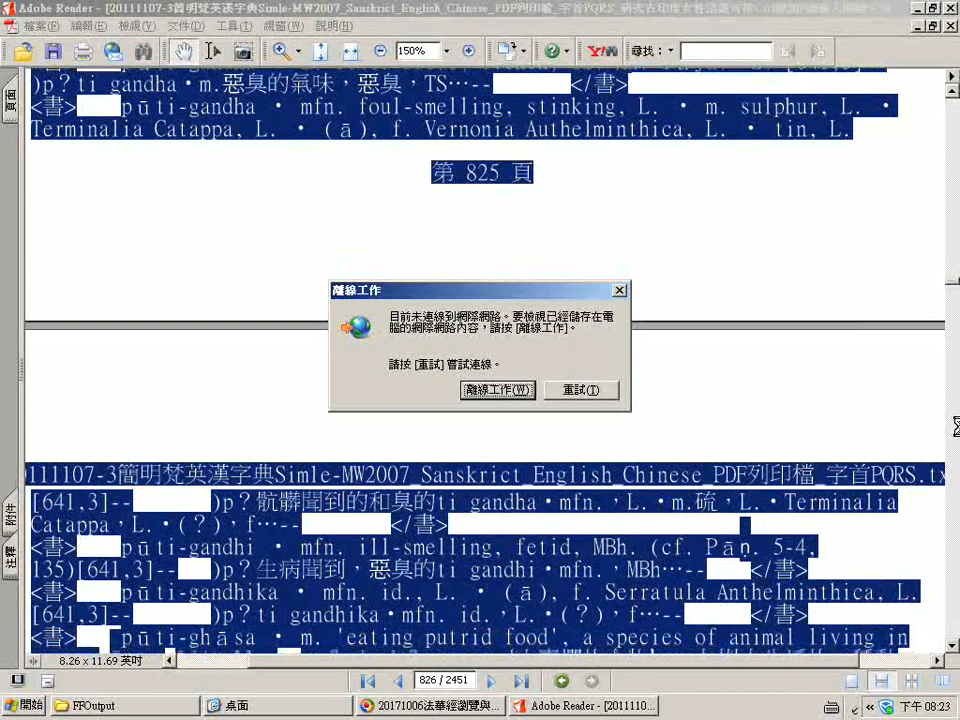 Adobe Reader - [20111107-3簡明梵英漢字典Simle-MW2007_Sanskrict_English_Chinese_PDF列印檔_字首PQRS
檔案(F) 編輯(E) 檢視(V) 文件(D) 工具(T) 視窗(W) 說明(H)
150% Y! 尋找：
頁面
)p？ti gandha‧m.惡臭的氣味，惡臭，TS…-- </書>
<書> pūti-gandha ‧ mfn. foul-smelling, stinking, L. ‧ m. sulphur, L. ‧
Terminalia Catappa, L. ‧ (ā), f. Vernonia Authelminthica, L. ‧ tin, L.
第 825 頁
離線工作
目前未連線到網際網路。要檢視已經儲存在電
腦的網際網路內容，請按 [離線工作]。
請按 [重試] 嘗試連線。
離線工作(W) 重試(T)
111107-3簡明梵英漢字典Simle-MW2007_Sanskrict_English_Chinese_PDF列印檔_字首PQRS.tx
[641,3]-- )p？骯髒聞到的和臭的ti gandha‧mfn.，L.‧m.硫，L.‧Terminalia
Catappa，L.‧(？)，f…-- </書>
<書> pūti-gandhi ‧ mfn. ill-smelling, fetid, MBh. (cf. Pāṇ. 5-4,
135)[641,3]-- )p？生病聞到，惡臭的ti gandhi‧mfn.，MBh…-- </書>
<書> pūti-gandhika ‧ mfn. id., L. ‧ (ā), f. Serratula Anthelminthica, L.
[641,3]-- )p？ti gandhika‧mfn. id.，L.‧(？)，f…-- </書>
<書> pūti-ghāsa ‧ m. 'eating putrid food', a species of animal living in
附件
注釋
8.26 x 11.69 英吋
826 / 2451
開始 FFOutput 桌面 20171006法華經瀏覽與... Adobe Reader - [2011110... 下午 08:23